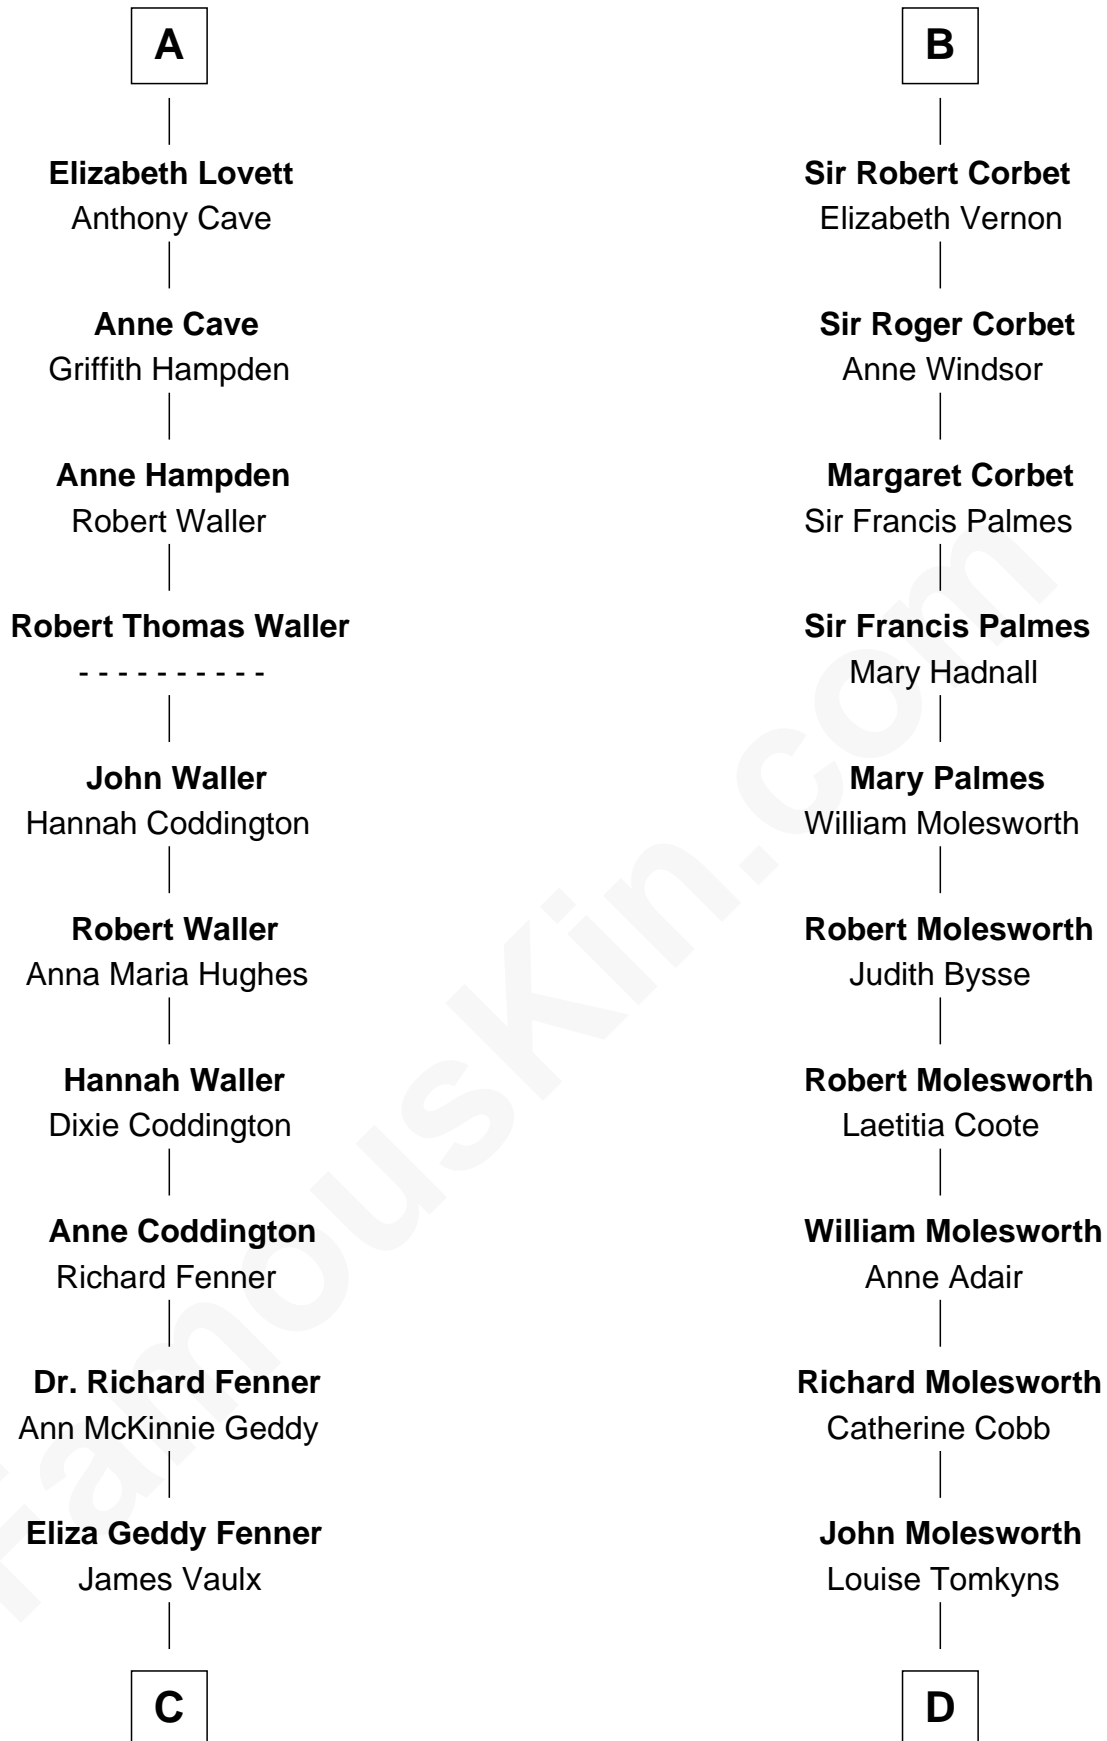 A
Elizabeth Lovett
Anthony Cave
Anne Cave
Griffith Hampden
Anne Hampden
Robert Waller
Robert Thomas Waller
- - - - - - - - - -
John Waller
Hannah Coddington
Robert Waller
Anna Maria Hughes
Hannah Waller
Dixie Coddington
Anne Coddington
Richard Fenner
Dr. Richard Fenner
Ann McKinnie Geddy
Eliza Geddy Fenner
James Vaulx
C
B
Sir Robert Corbet
Elizabeth Vernon
Sir Roger Corbet
Anne Windsor
Margaret Corbet
Sir Francis Palmes
Sir Francis Palmes
Mary Hadnall
Mary Palmes
William Molesworth
Robert Molesworth
Judith Bysse
Robert Molesworth
Laetitia Coote
William Molesworth
Anne Adair
Richard Molesworth
Catherine Cobb
John Molesworth
Louise Tomkyns
D
FamousKin.com